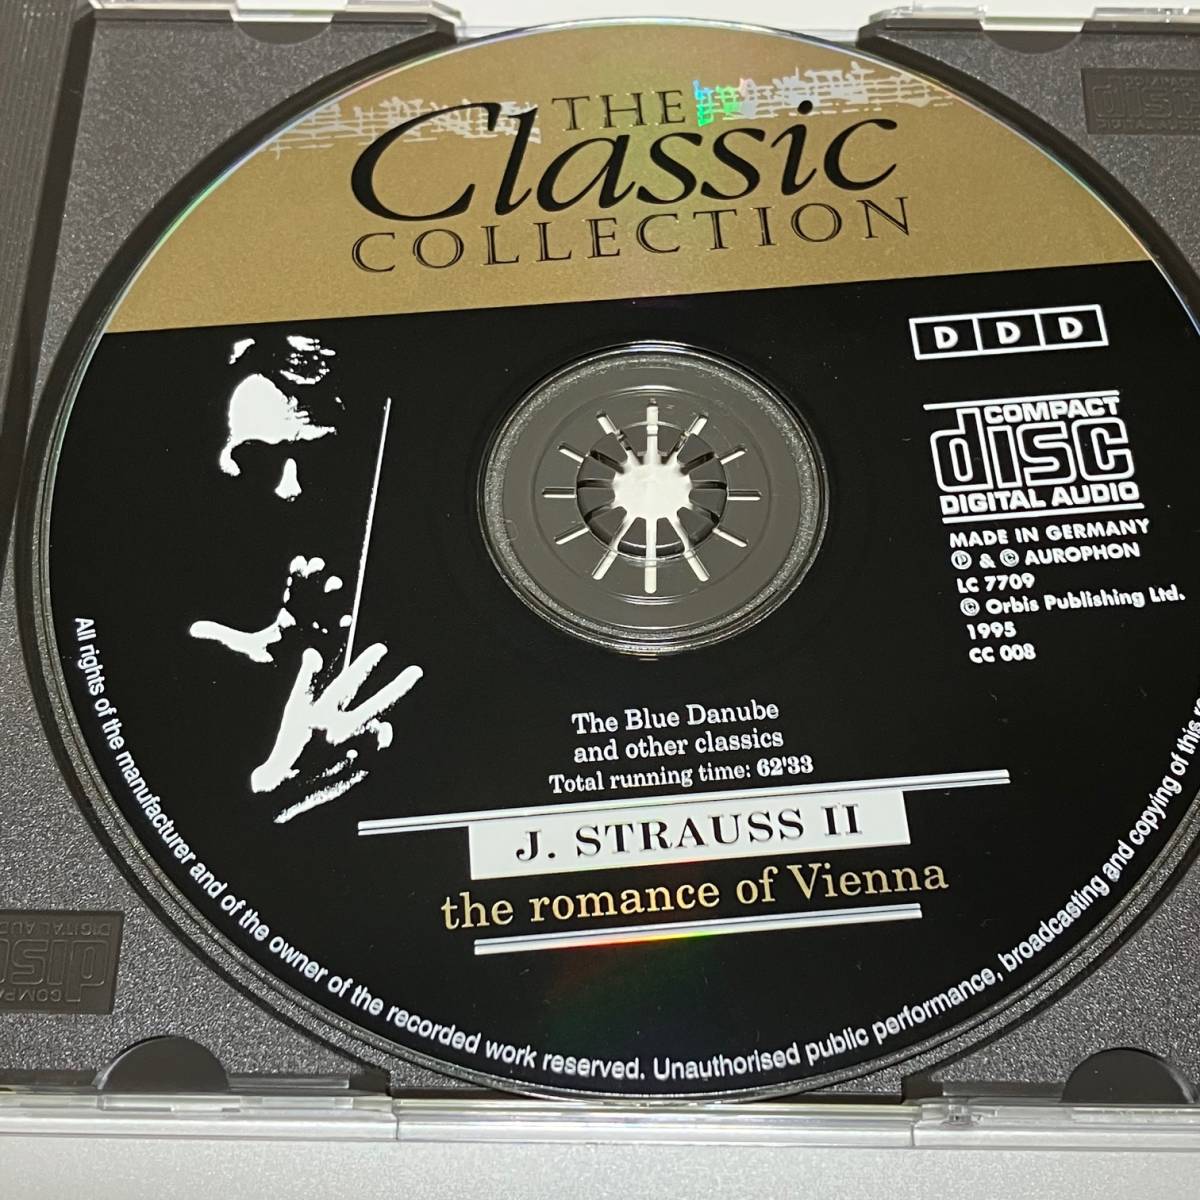 THE
Classic
COLLECTION
D D D
COMPACT
disc
DIGITAL AUDIO
MADE IN GERMANY
℗ & © AUROPHON
LC 7709
© Orbis Publishing Ltd.
1995
CC 008
The Blue Danube
and other classics
Total running time: 62'33
J. STRAUSS II
the romance of Vienna
All rights of the manufacturer and of the owner of the recorded work reserved. Unauthorised public performance, broadcasting and copying of this
disc
DIGITAL